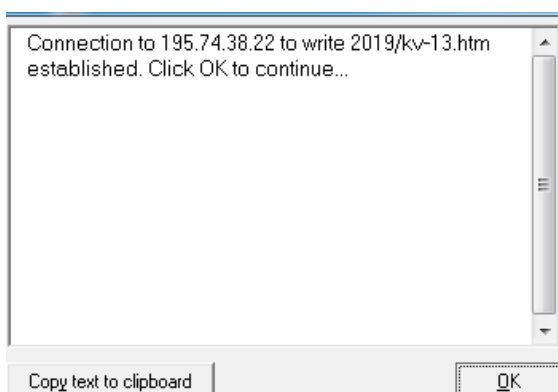 Connection to 195.74.38.22 to write 2019/kv-13.htm
established. Click OK to continue...
Copy text to clipboard
OK